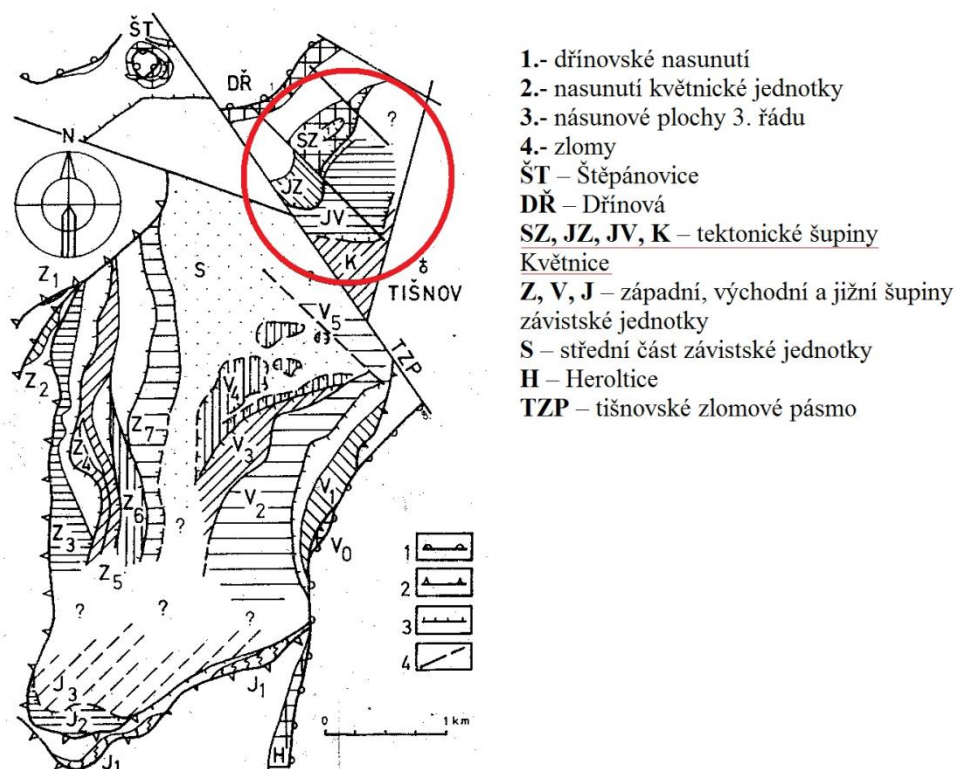 ŠT
DŘ
?
N
SZ
JZ
JV
K
S
TIŠNOV
Z1
V5
TZP
Z2
V4
Z7
V3
Z4
Z6
V2
V1
?
Z3
V0
Z5
?
?
?
J3
J1
J2
J1
H
1
2
3
4
0 1 km
1.- dřínovské nasunutí
2.- nasunutí květnické jednotky
3.- násunové plochy 3. řádu
4.- zlomy
ŠT – Štěpánovice
DŘ – Dřínová
SZ, JZ, JV, K – tektonické šupiny
Květnice
Z, V, J – západní, východní a jižní šupiny
závistské jednotky
S – střední část závistské jednotky
H – Heroltice
TZP – tišnovské zlomové pásmo